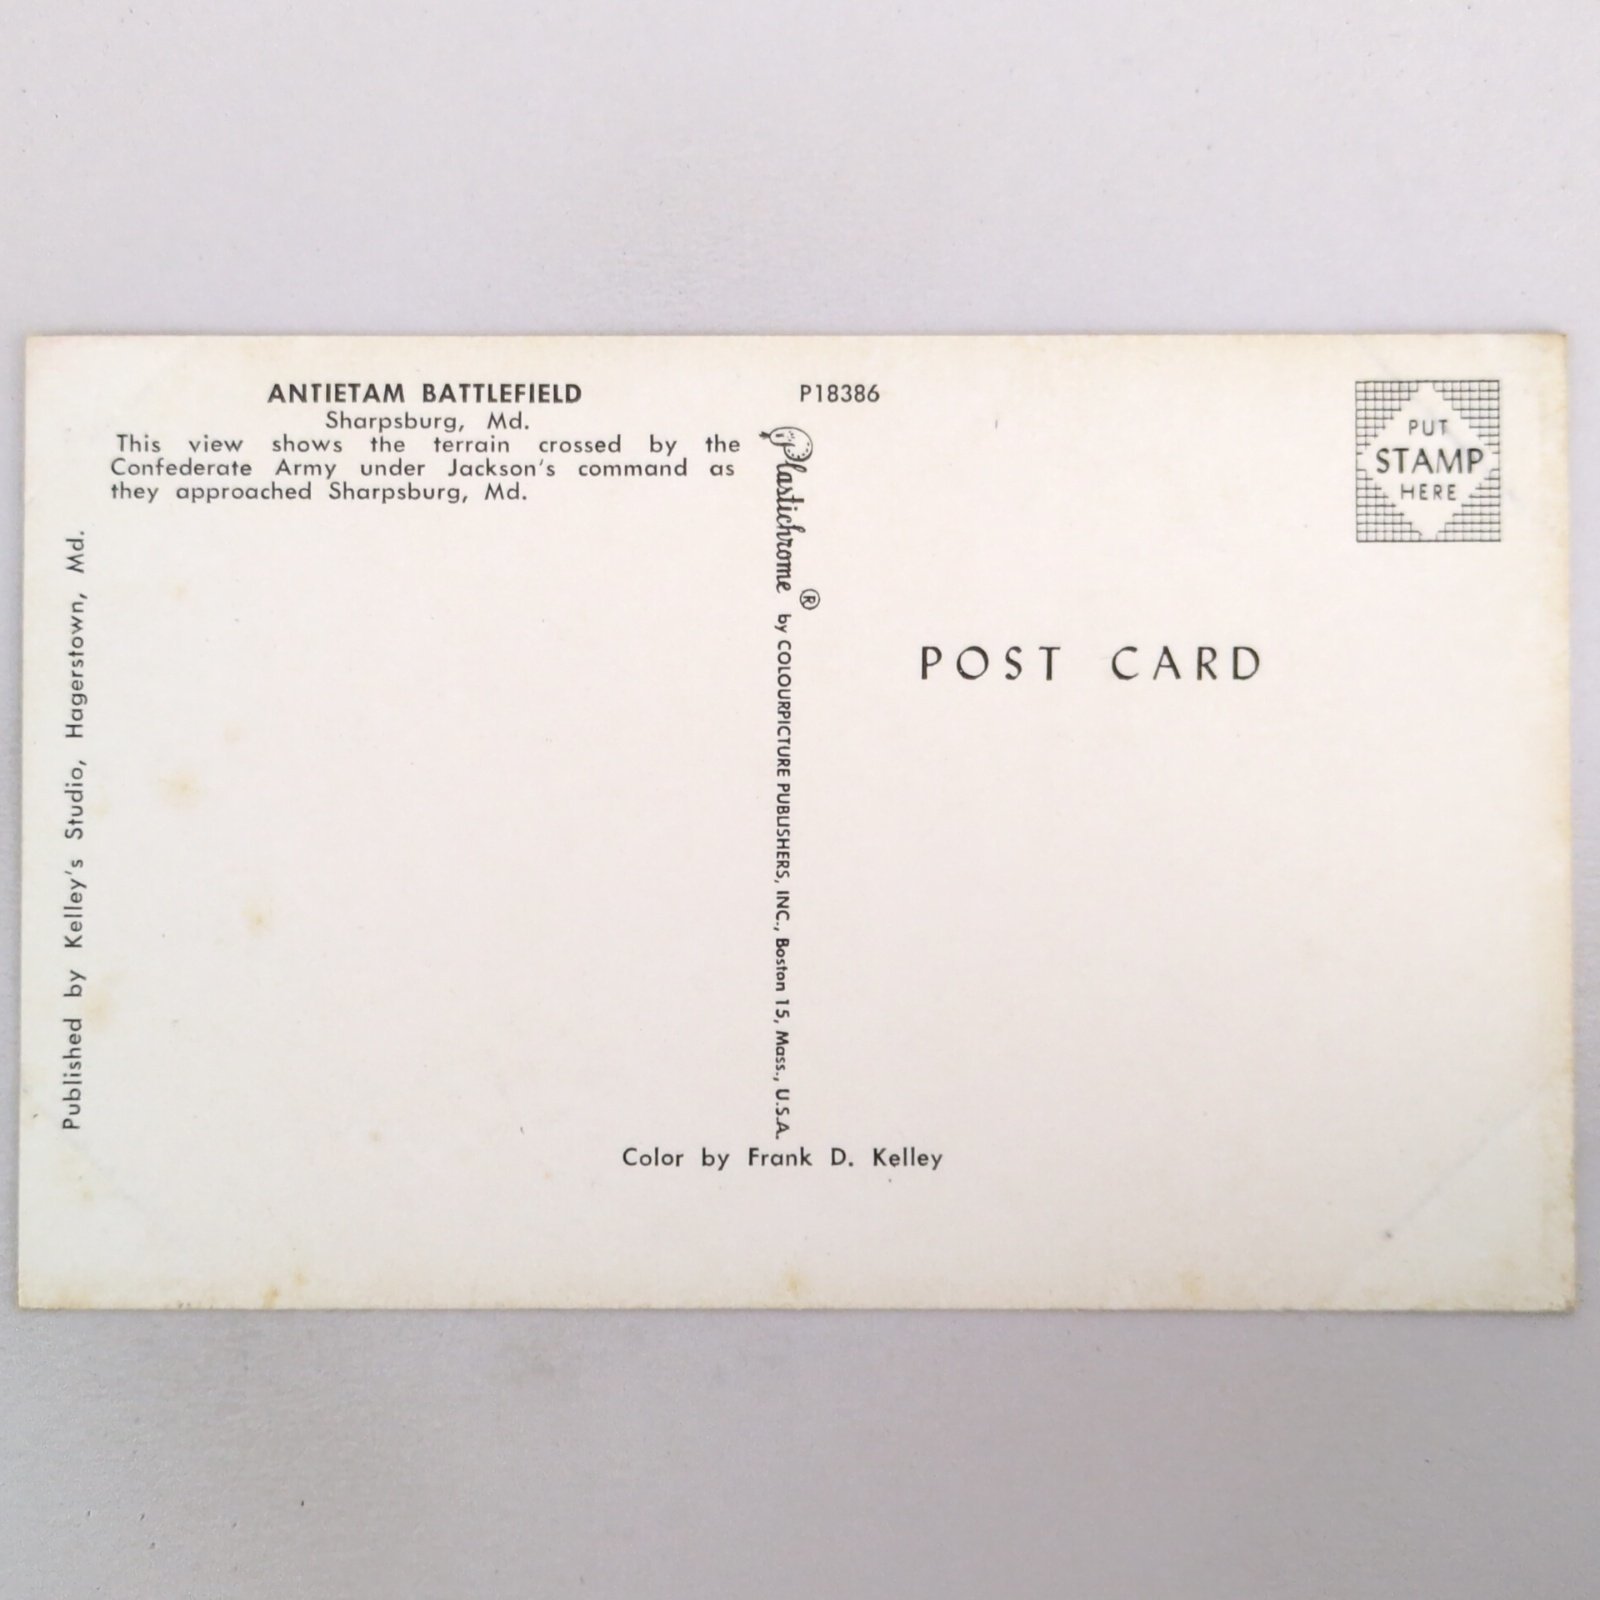 ANTIETAM BATTLEFIELD
Sharpsburg, Md.
This view shows the terrain crossed by the
Confederate Army under Jackson's command as
they approached Sharpsburg, Md.
P18386
Published by Kelley's Studio, Hagerstown, Md.
Plastichrome ® by COLOURPICTURE PUBLISHERS, INC., Boston 15, Mass., U.S.A.
Color by Frank D. Kelley
PUT
STAMP
HERE
POST CARD